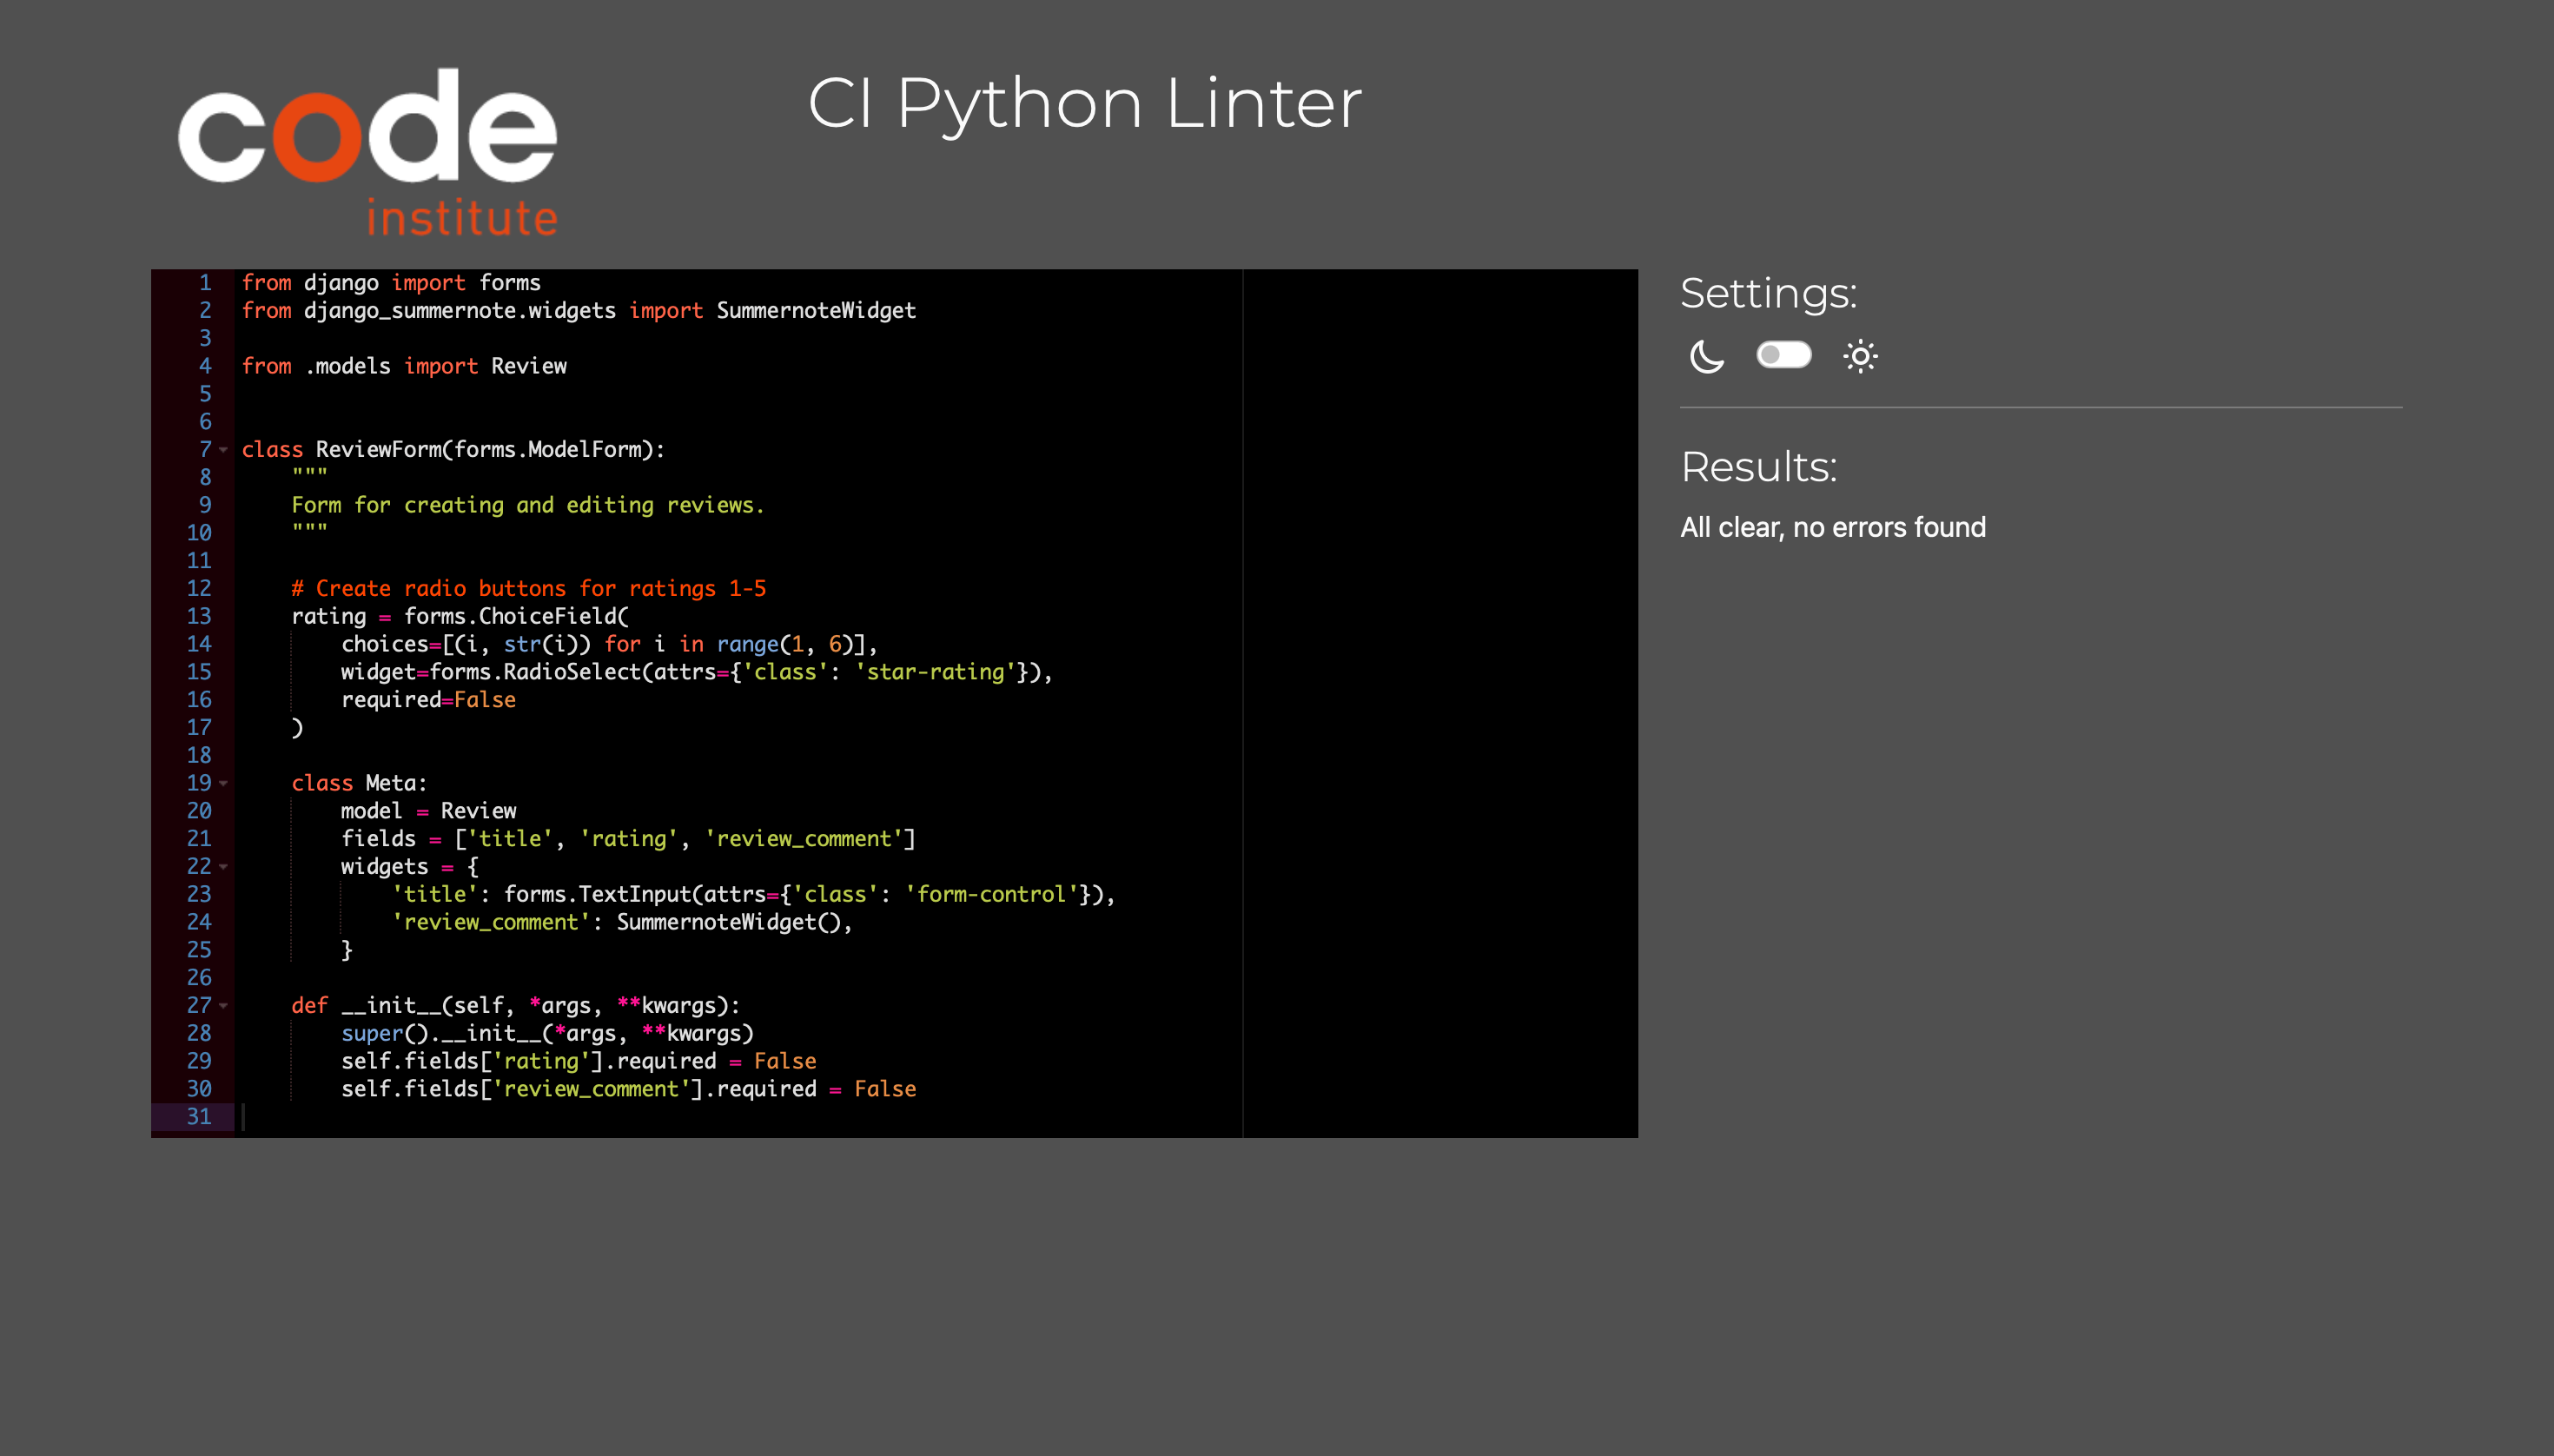 code
institute
CI Python Linter
1 from django import forms
2 from django_summernote.widgets import SummernoteWidget
3
4 from .models import Review
5
6
7 class ReviewForm(forms.ModelForm):
8     """
9     Form for creating and editing reviews.
10     """
11
12     # Create radio buttons for ratings 1-5
13     rating = forms.ChoiceField(
14         choices=[(i, str(i)) for i in range(1, 6)],
15         widget=forms.RadioSelect(attrs={'class': 'star-rating'}),
16         required=False
17     )
18
19     class Meta:
20         model = Review
21         fields = ['title', 'rating', 'review_comment']
22         widgets = {
23             'title': forms.TextInput(attrs={'class': 'form-control'}),
24             'review_comment': SummernoteWidget(),
25         }
26
27     def __init__(self, *args, **kwargs):
28         super().__init__(*args, **kwargs)
29         self.fields['rating'].required = False
30         self.fields['review_comment'].required = False
31
Settings:
Results:
All clear, no errors found